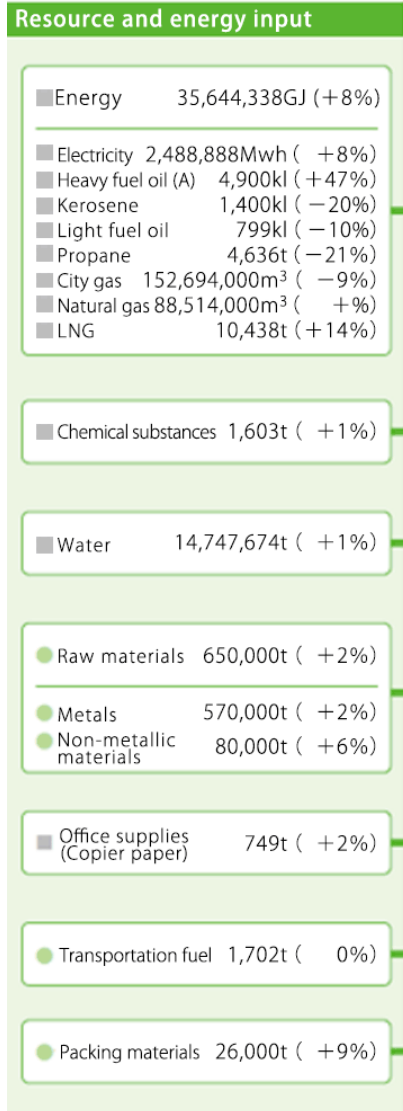 Resource and energy input
Energy 35,644,338GJ (+8%)
Electricity 2,488,888Mwh ( +8%)
Heavy fuel oil (A) 4,900kl (+47%)
Kerosene 1,400kl (−20%)
Light fuel oil 799kl (−10%)
Propane 4,636t (−21%)
City gas 152,694,000m³ ( −9%)
Natural gas 88,514,000m³ ( +%)
LNG 10,438t (+14%)
Chemical substances 1,603t ( +1%)
Water 14,747,674t ( +1%)
Raw materials 650,000t ( +2%)
Metals 570,000t ( +2%)
Non-metallic
materials 80,000t ( +6%)
Office supplies
(Copier paper) 749t ( +2%)
Transportation fuel 1,702t ( 0%)
Packing materials 26,000t ( +9%)